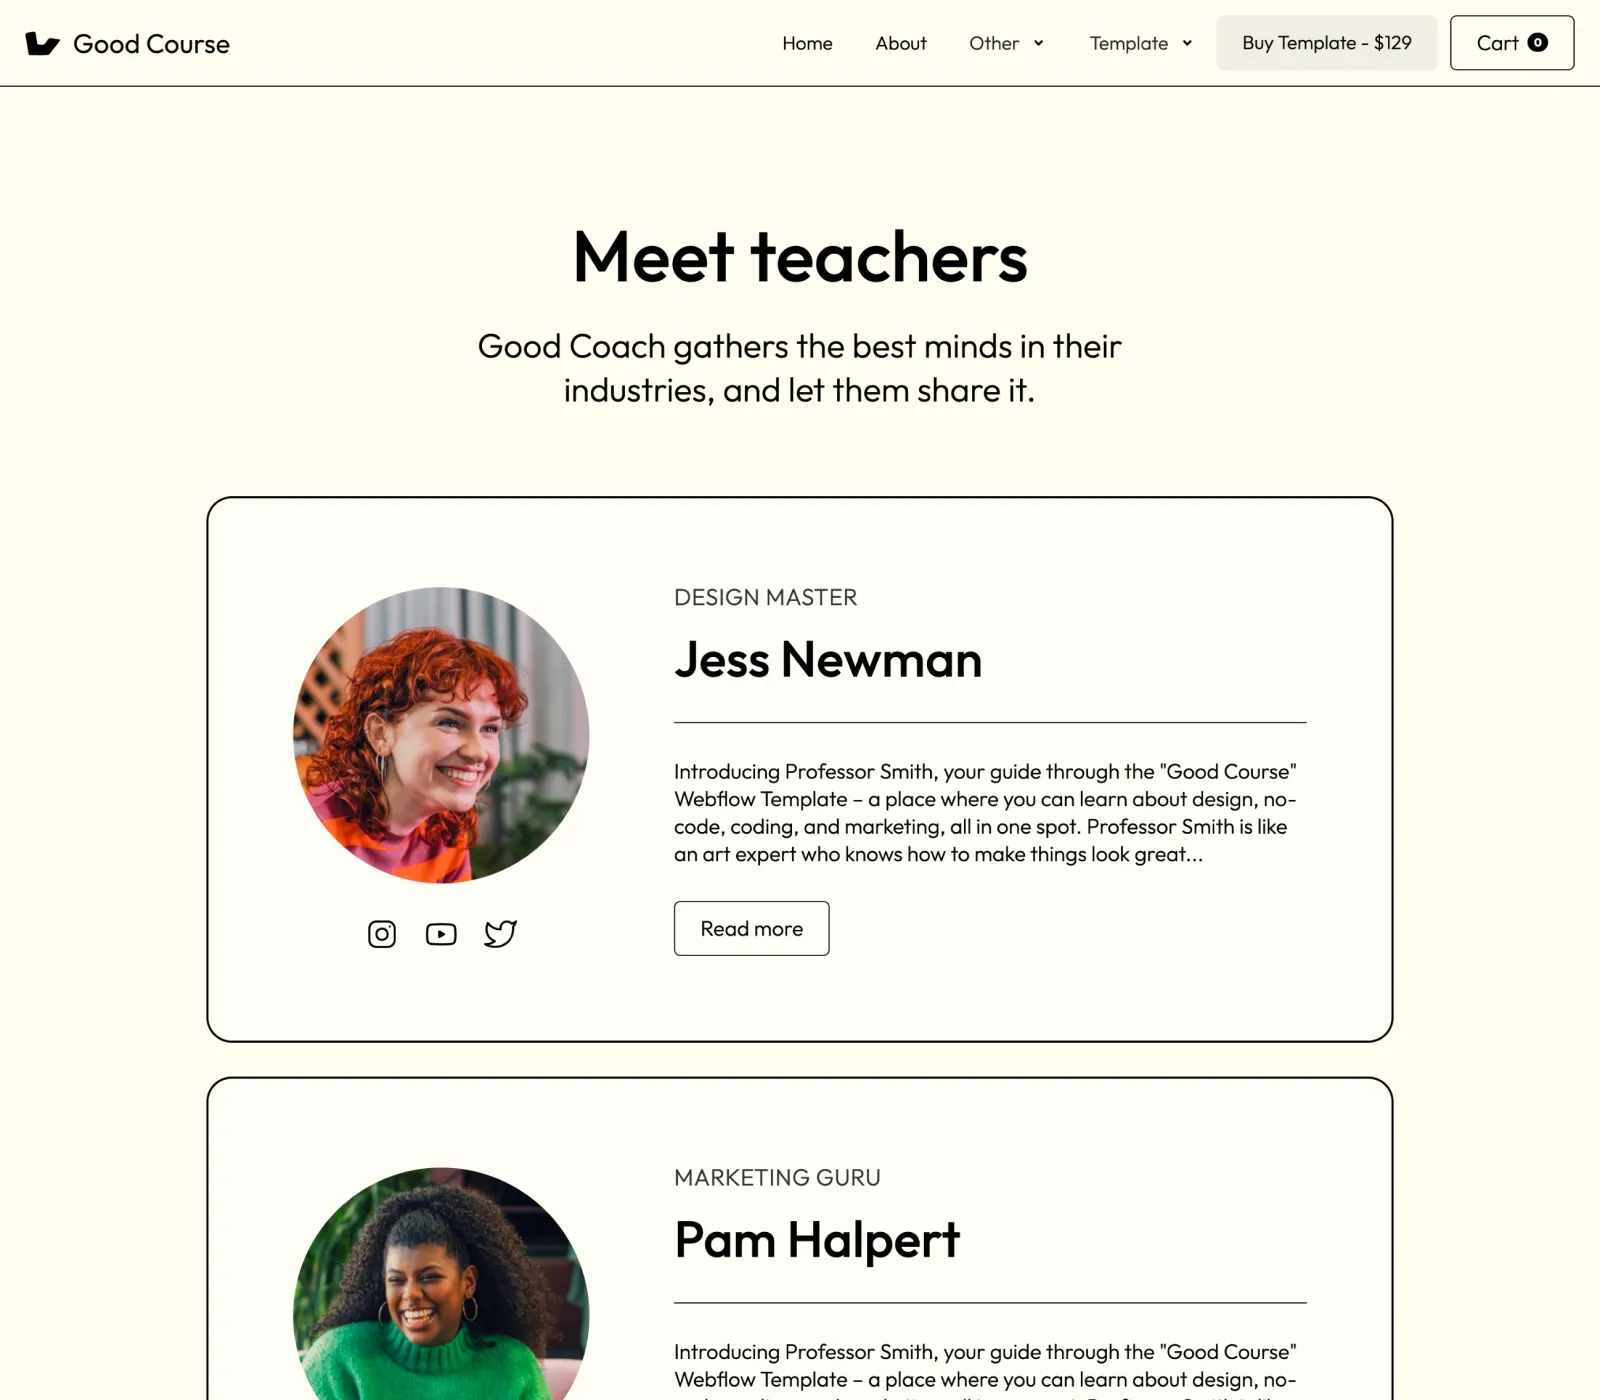 Good Course
Home
About
Other
Template
Buy Template - $129
Cart 0
Meet teachers
Good Coach gathers the best minds in their
industries, and let them share it.
DESIGN MASTER
Jess Newman
Introducing Professor Smith, your guide through the "Good Course"
Webflow Template – a place where you can learn about design, no-
code, coding, and marketing, all in one spot. Professor Smith is like
an art expert who knows how to make things look great...
Read more
MARKETING GURU
Pam Halpert
Introducing Professor Smith, your guide through the "Good Course"
Webflow Template – a place where you can learn about design, no-